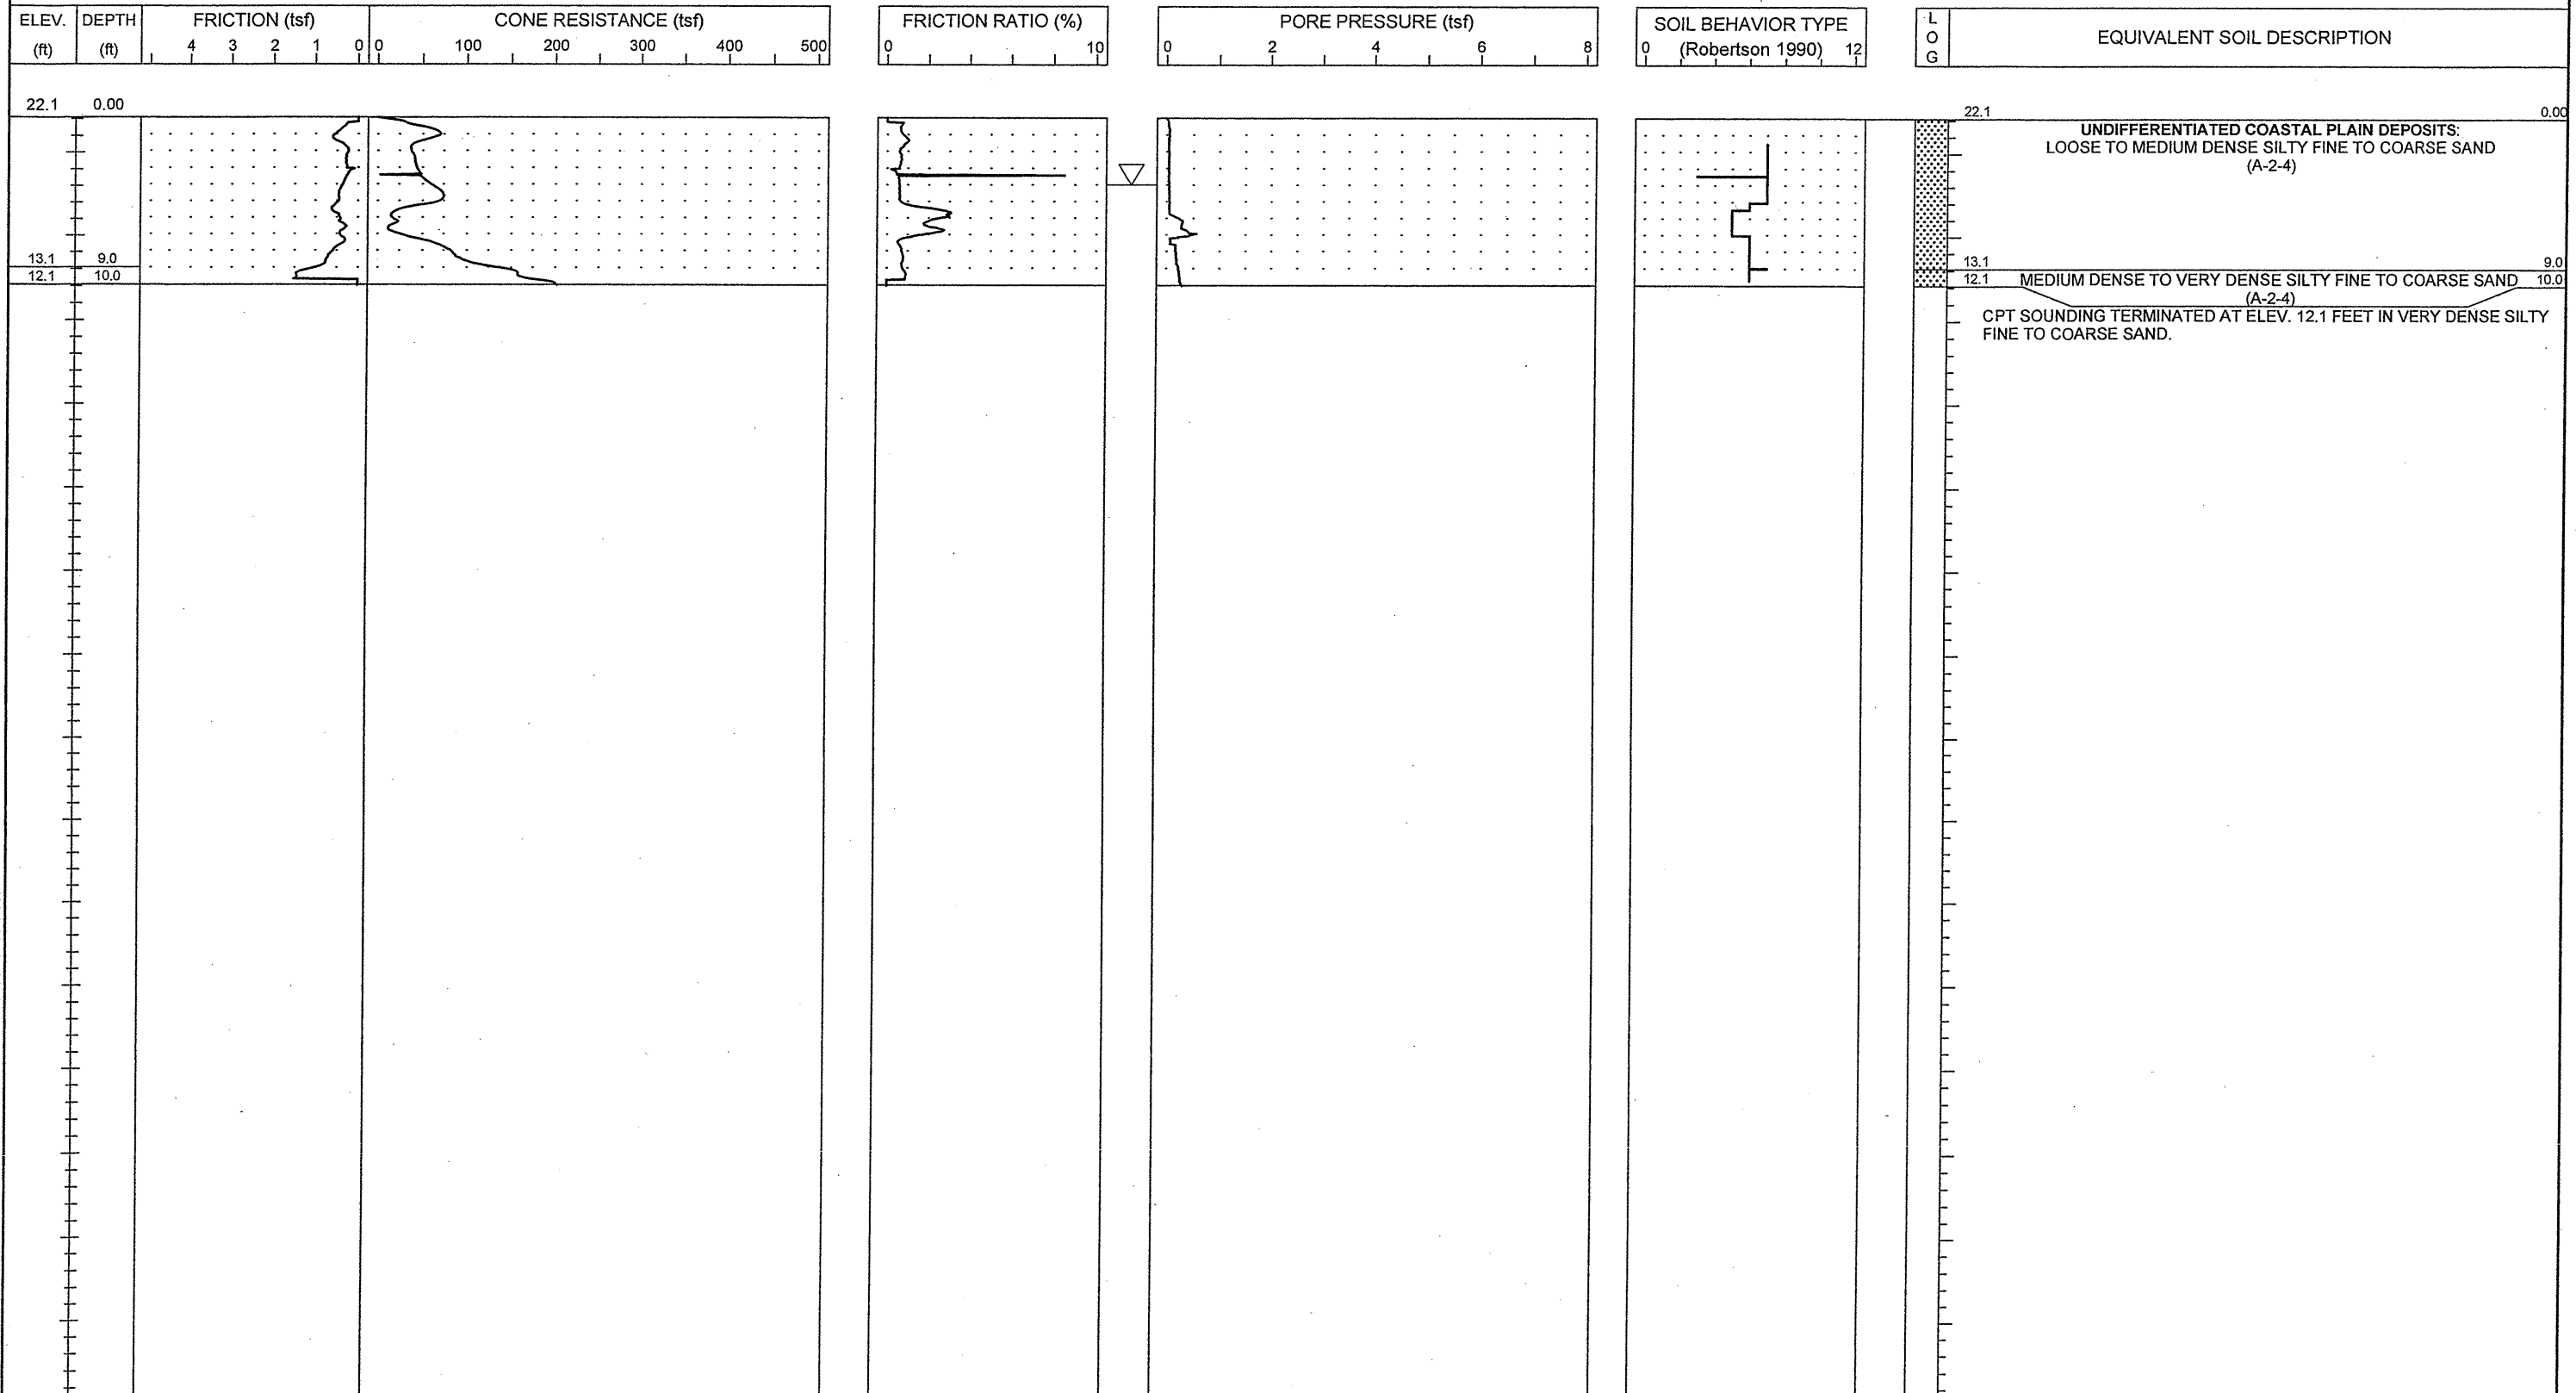 ELEV. DEPTH FRICTION (tsf) CONE RESISTANCE (tsf) FRICTION RATIO (%) PORE PRESSURE (tsf) SOIL BEHAVIOR TYPE L
(ft) (ft) 4 3 2 1 0 0 100 200 300 400 500 0 10 0 2 4 6 8 0 (Robertson 1990) 12 O EQUIVALENT SOIL DESCRIPTION
G
22.1 0.00
22.1 0.00
UNDIFFERENTIATED COASTAL PLAIN DEPOSITS:
LOOSE TO MEDIUM DENSE SILTY FINE TO COARSE SAND
(A-2-4)
13.1 9.0
13.1 9.0
12.1 10.0
12.1 MEDIUM DENSE TO VERY DENSE SILTY FINE TO COARSE SAND 10.0
(A-2-4)
CPT SOUNDING TERMINATED AT ELEV. 12.1 FEET IN VERY DENSE SILTY
FINE TO COARSE SAND.